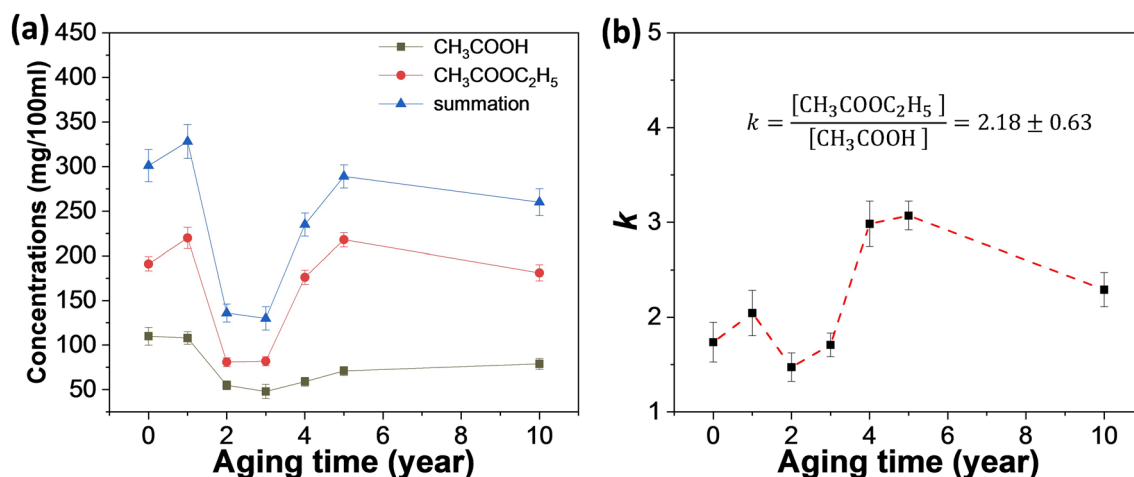 (a)
450
400
350
300
250
200
150
100
50
Concentrations (mg/100ml)
CH₃COOH
CH₃COOC₂H₅
summation
0 2 4 6 8 10
Aging time (year)
(b)
5
4
3
2
1
k
k = [CH₃COOC₂H₅] / [CH₃COOH] = 2.18 ± 0.63
0 2 4 6 8 10
Aging time (year)